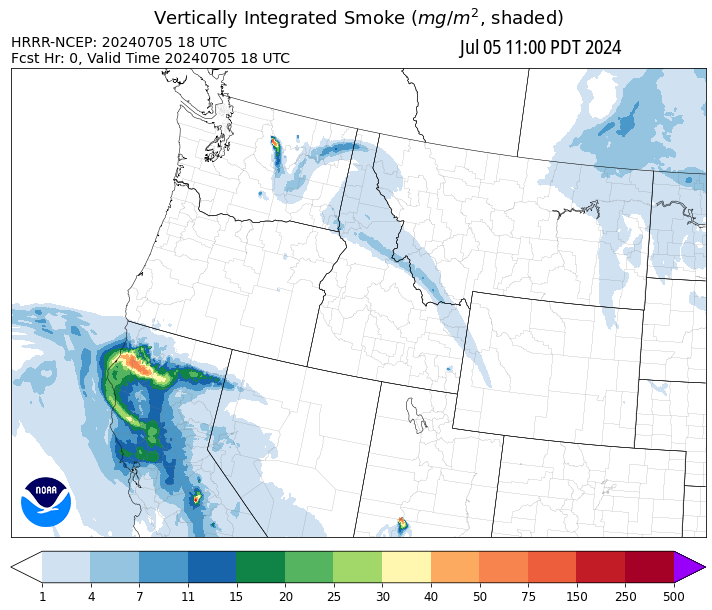 Vertically Integrated Smoke (mg/m², shaded)
HRRR-NCEP: 20240705 18 UTC
Jul 05 11:00 PDT 2024
Fcst Hr: 0, Valid Time 20240705 18 UTC
NOAA
1 4 7 11 15 20 25 30 40 50 75 150 250 500